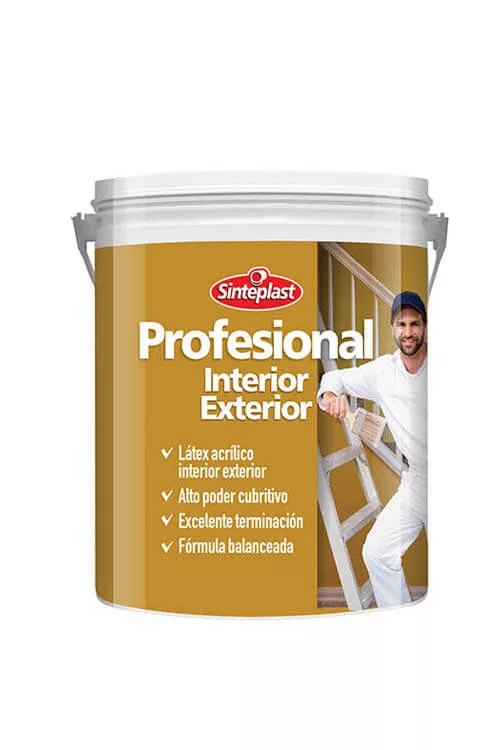 Sinteplast
Profesional
Interior
Exterior
Látex acrílico
interior exterior
Alto poder cubritivo
Excelente terminación
Fórmula balanceada